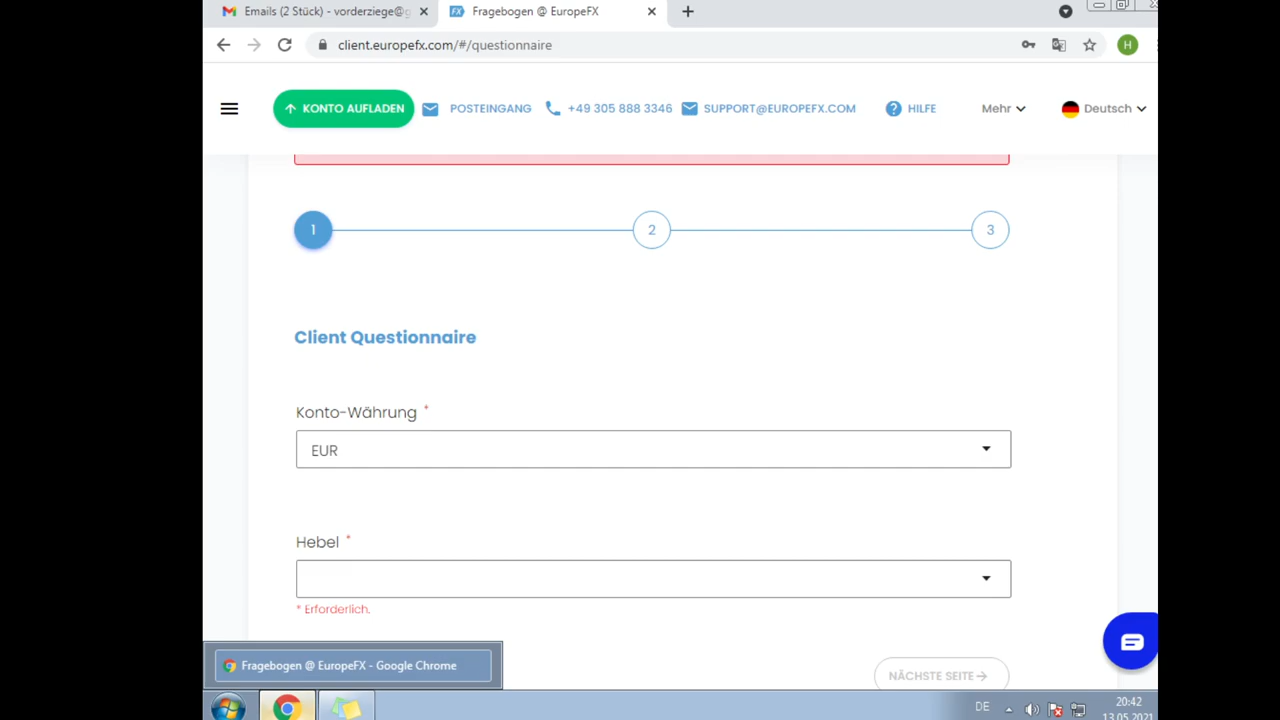 Emails (2 Stück) - vorderziege@g
Fragebogen @ EuropeFX
client.europefx.com/#/questionnaire
H
KONTO AUFLADEN
POSTEINGANG
+49 305 888 3346
SUPPORT@EUROPEFX.COM
HILFE
Mehr
Deutsch
1
2
3
Client Questionnaire
Konto-Währung *
EUR
Hebel *
* Erforderlich.
Fragebogen @ EuropeFX - Google Chrome
NÄCHSTE SEITE
DE
20:42
13.05.2021